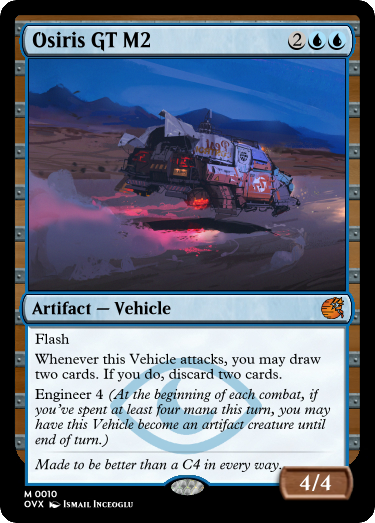 Osiris GT M2
2
Artifact — Vehicle
Flash
Whenever this Vehicle attacks, you may draw
two cards. If you do, discard two cards.
Engineer 4 (At the beginning of each combat, if
you've spent at least four mana this turn, you may
have this Vehicle become an artifact creature until
end of turn.)
Made to be better than a C4 in every way.
4/4
M 0010
OVX Ismail Inceoglu